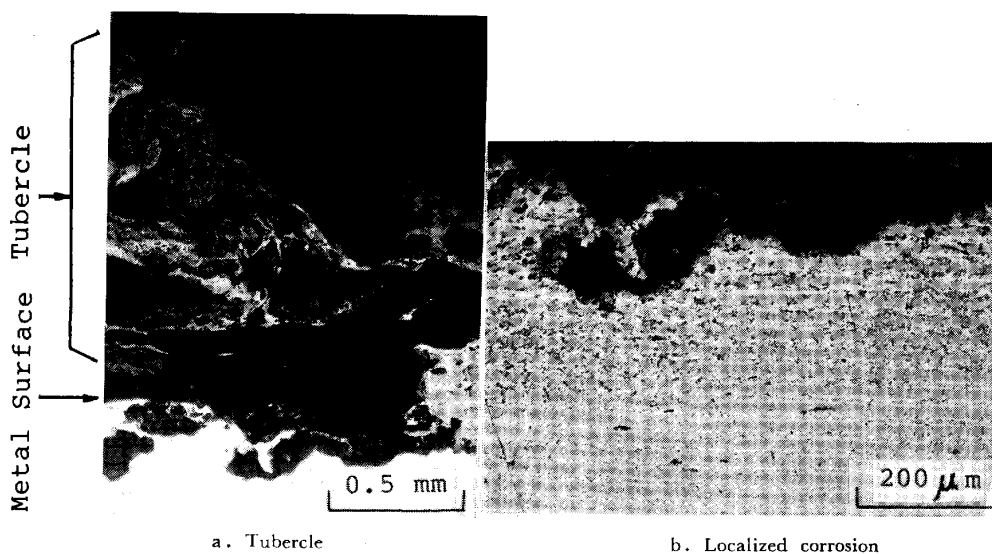 Metal Surface Tubercle
0.5 mm
200 μm
a. Tubercle
b. Localized corrosion